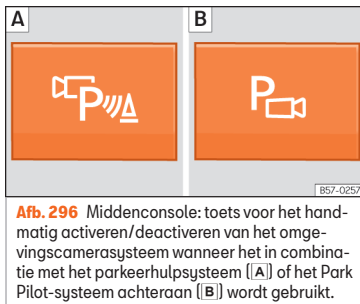 A
B
P
P
B57-0257
Afb. 296 Middenconsole: toets voor het hand-
matig activeren/deactiveren van het omge-
vingscamerasysteem wanneer het in combina-
tie met het parkeerhulpsysteem (A) of het Park
Pilot-systeem achteraan (B) wordt gebruikt.